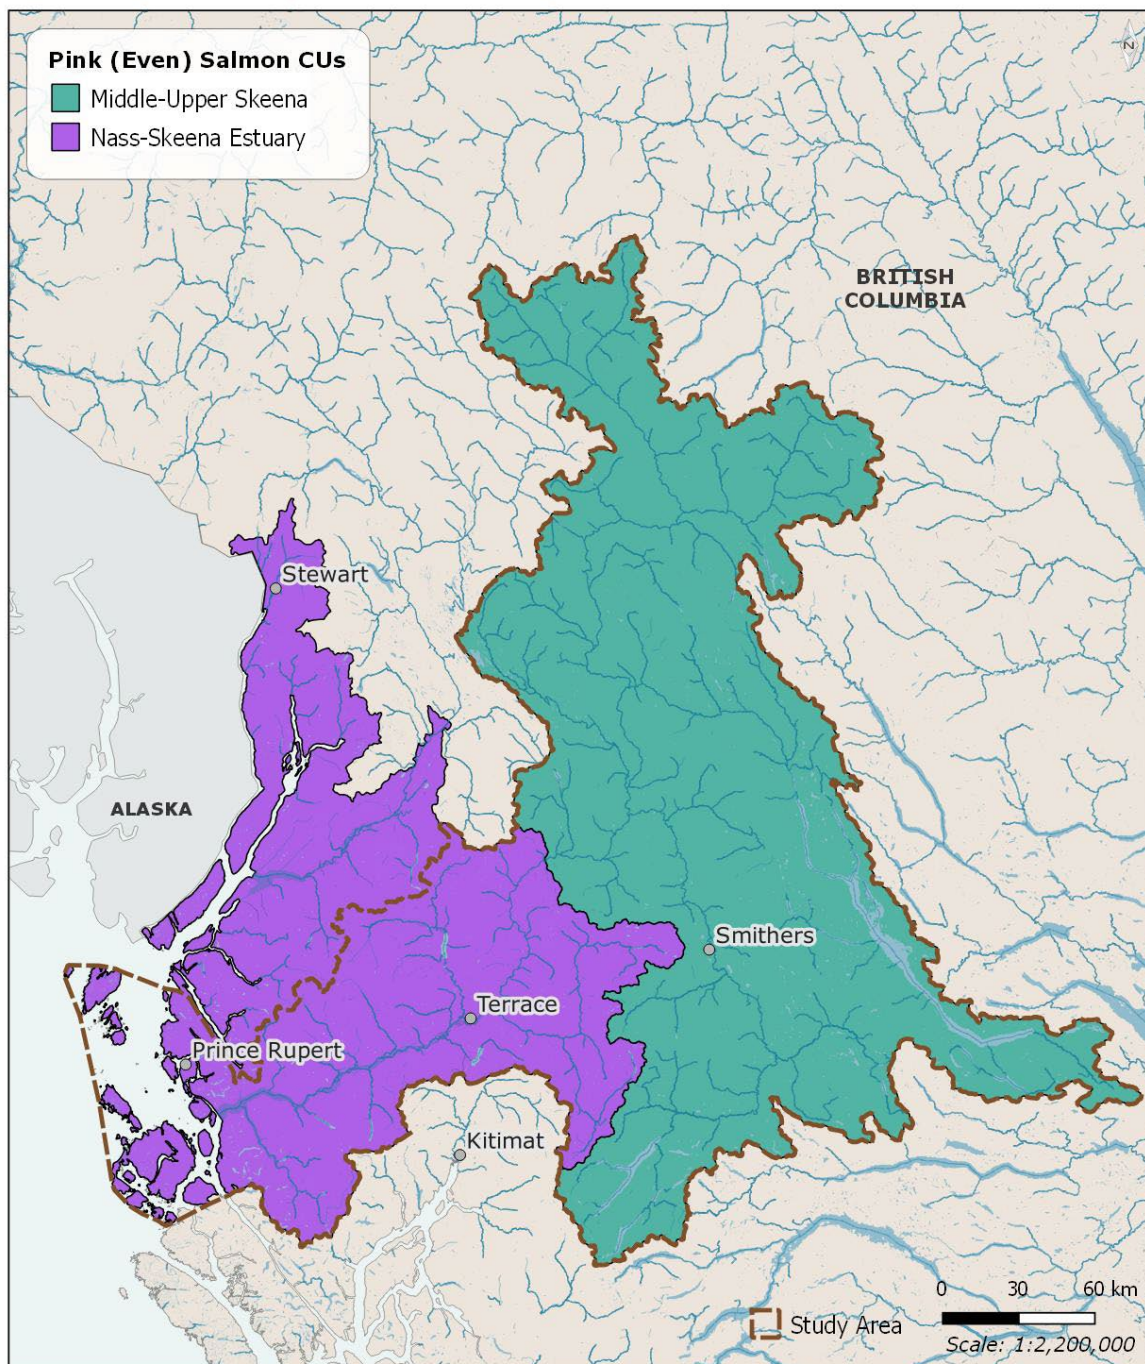 Pink (Even) Salmon CUs
Middle-Upper Skeena
Nass-Skeena Estuary
N
BRITISH
COLUMBIA
Stewart
ALASKA
Smithers
Terrace
Prince Rupert
Kitimat
0 30 60 km
Study Area
Scale: 1:2,200,000